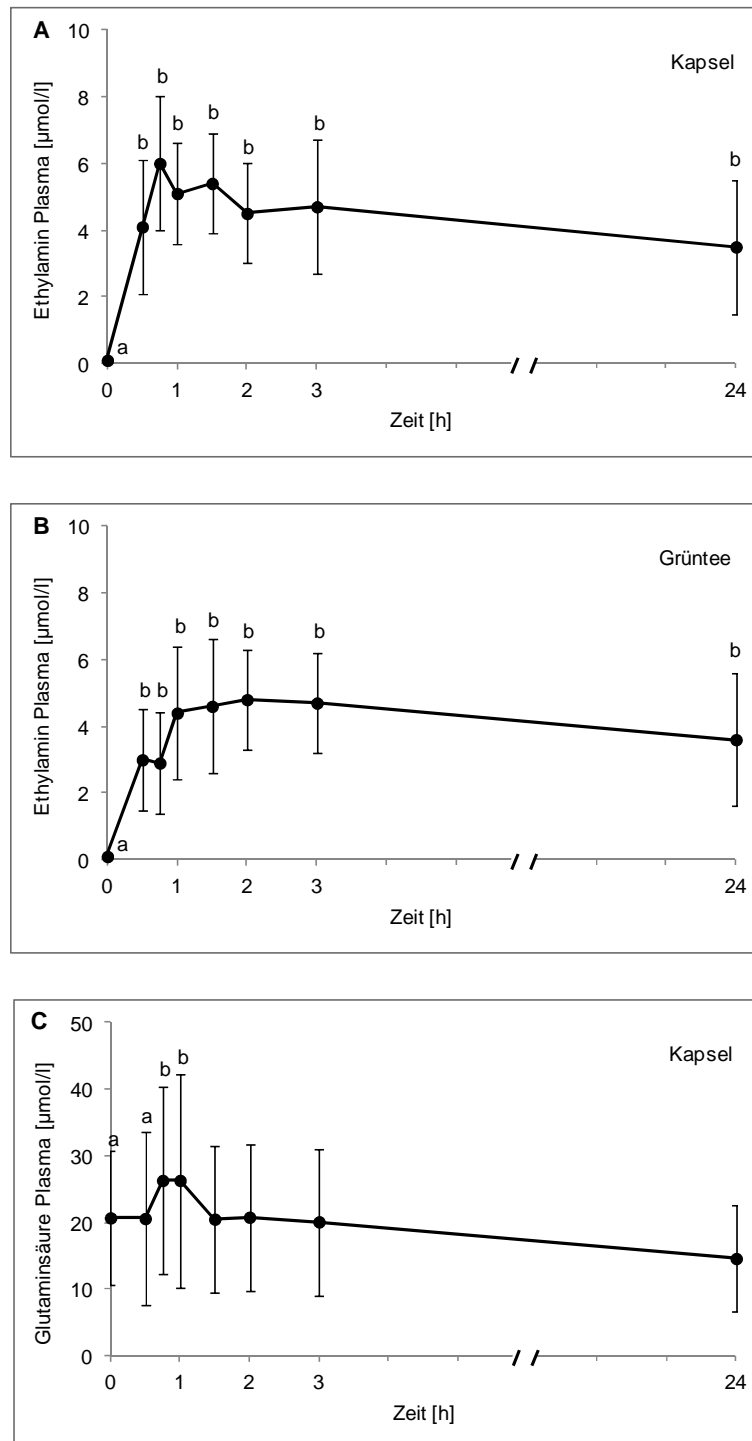 A
Kapsel
Ethylamin Plasma [µmol/l]
10
8
6
4
2
0
a
b
b
b
b
b
b
b
0
1
2
3
24
Zeit [h]
B
Grüntee
Ethylamin Plasma [µmol/l]
10
8
6
4
2
0
a
b b
b
b
b
b
b
0
1
2
3
24
Zeit [h]
C
Kapsel
Glutaminsäure Plasma [µmol/l]
50
40
30
20
10
0
a
a
b
b
0
1
2
3
24
Zeit [h]